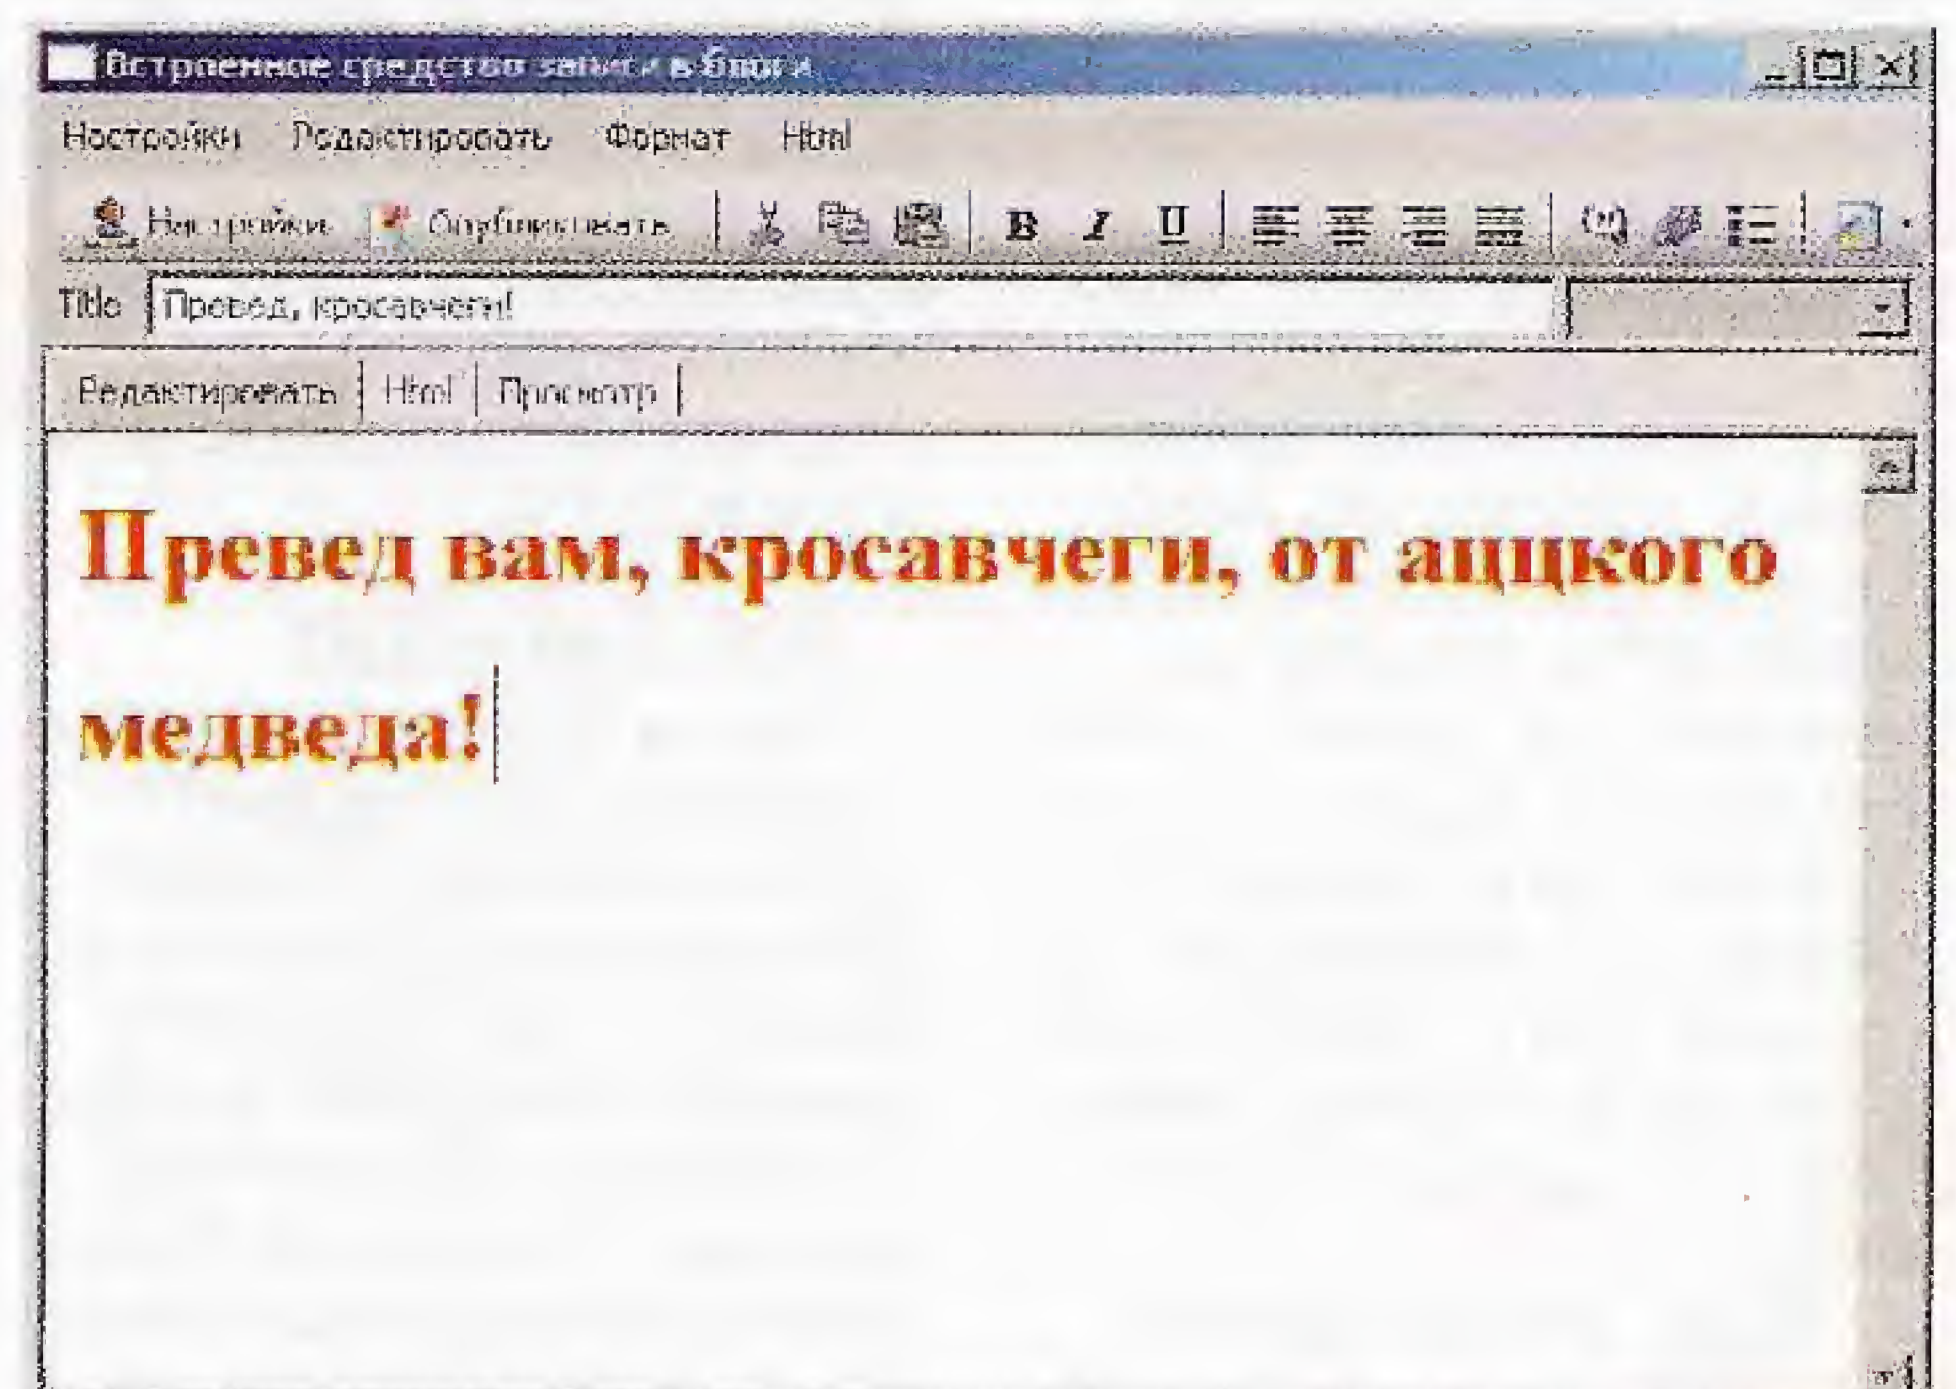 Встроенное средство записи в блоги
Настройки Редактировать Формат Html
Настройки Опубликовать B I U
Title Превед, кросавчеги!
Редактировать Html Просмотр
Превед вам, кросавчеги, от аццкого
медведа!